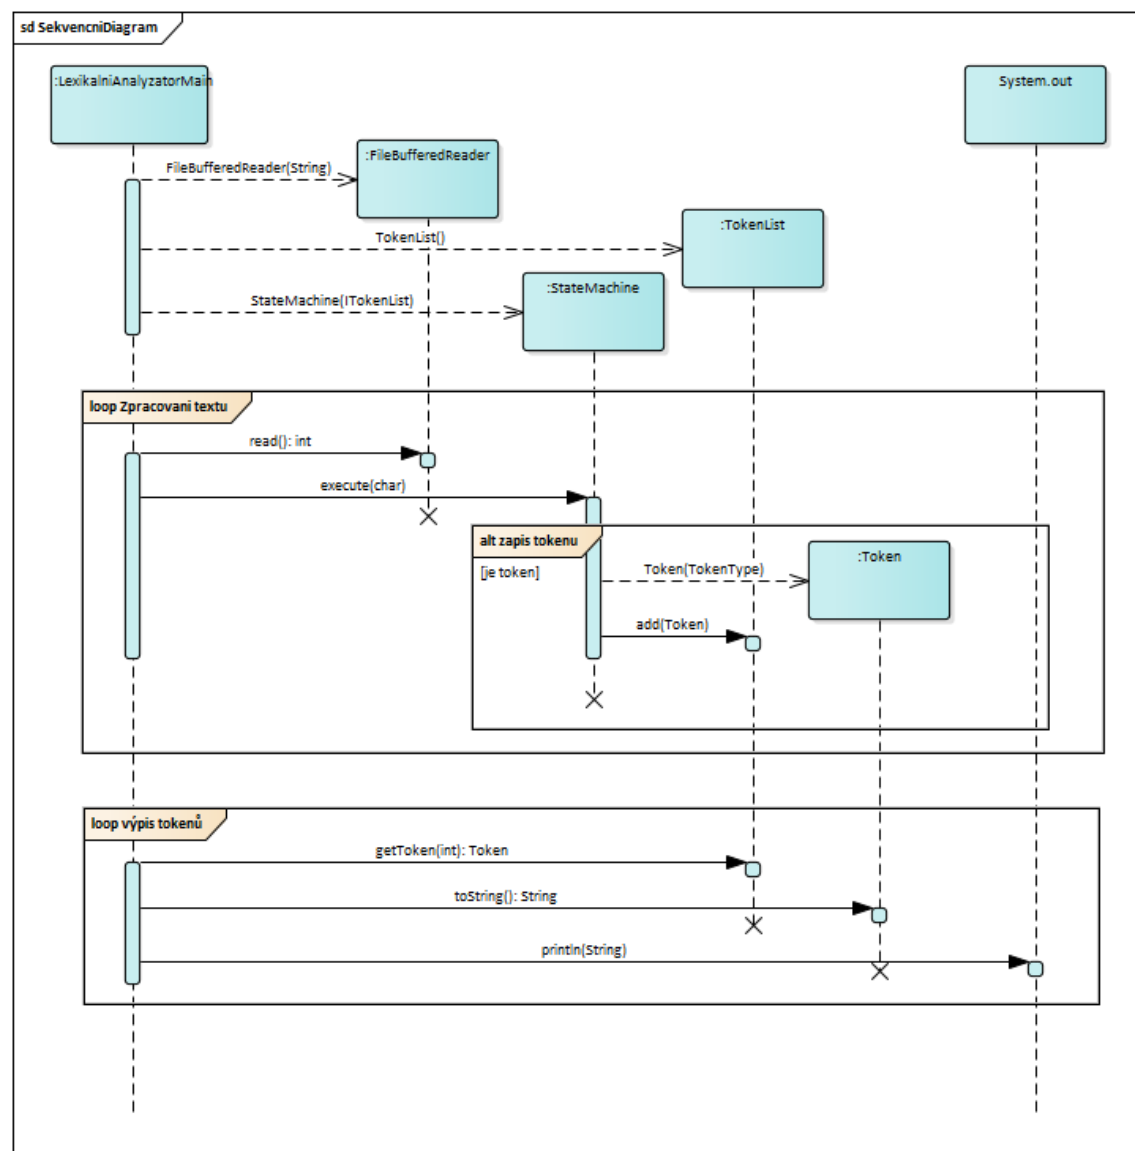 sd SekvencniDiagram
:LexikalniAnalyzatorMain
System.out
:FileBufferedReader
FileBufferedReader(String)
:TokenList
TokenList()
:StateMachine
StateMachine(ITokenList)
loop Zpracovani textu
read(): int
execute(char)
alt zapis tokenu
[je token]
:Token
Token(TokenType)
add(Token)
loop výpis tokenů
getToken(int): Token
toString(): String
println(String)